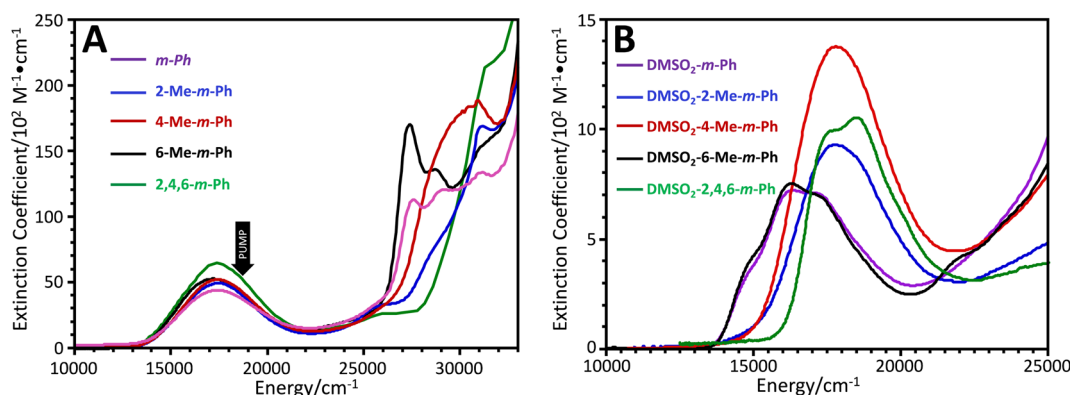 A
250
200
150
100
50
0
Extinction Coefficient/10² M⁻¹•cm⁻¹
m-Ph
2-Me-m-Ph
4-Me-m-Ph
6-Me-m-Ph
2,4,6-m-Ph
PUMP
10000 15000 20000 25000 30000
Energy/cm⁻¹
B
15
10
5
0
Extinction Coefficient/10² M⁻¹•cm⁻¹
DMSO₂-m-Ph
DMSO₂-2-Me-m-Ph
DMSO₂-4-Me-m-Ph
DMSO₂-6-Me-m-Ph
DMSO₂-2,4,6-m-Ph
10000 15000 20000 25000
Energy/cm⁻¹